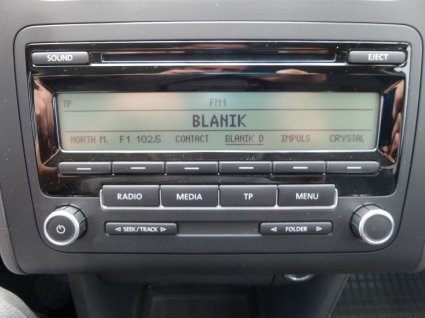 SOUND EJECT
TP FM1
BLANIK
NORTH M. F1 102.5 CONTACT BLANIK D IMPULS CRYSTAL
RADIO MEDIA TP MENU
SEEK/TRACK FOLDER